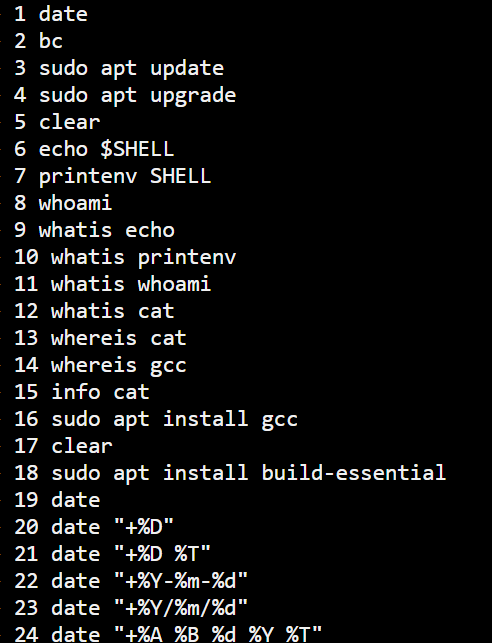 1 date
2 bc
3 sudo apt update
4 sudo apt upgrade
5 clear
6 echo $SHELL
7 printenv SHELL
8 whoami
9 whatis echo
10 whatis printenv
11 whatis whoami
12 whatis cat
13 whereis cat
14 whereis gcc
15 info cat
16 sudo apt install gcc
17 clear
18 sudo apt install build-essential
19 date
20 date "+%D"
21 date "+%D %T"
22 date "+%Y-%m-%d"
23 date "+%Y/%m/%d"
24 date "+%A %B %d %Y %T"